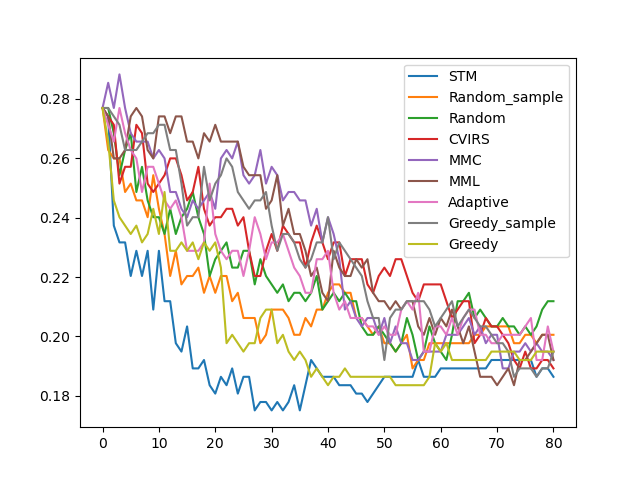 0.28
0.26
0.24
0.22
0.20
0.18
0 10 20 30 40 50 60 70 80
STM
Random_sample
Random
CVIRS
MMC
MML
Adaptive
Greedy_sample
Greedy